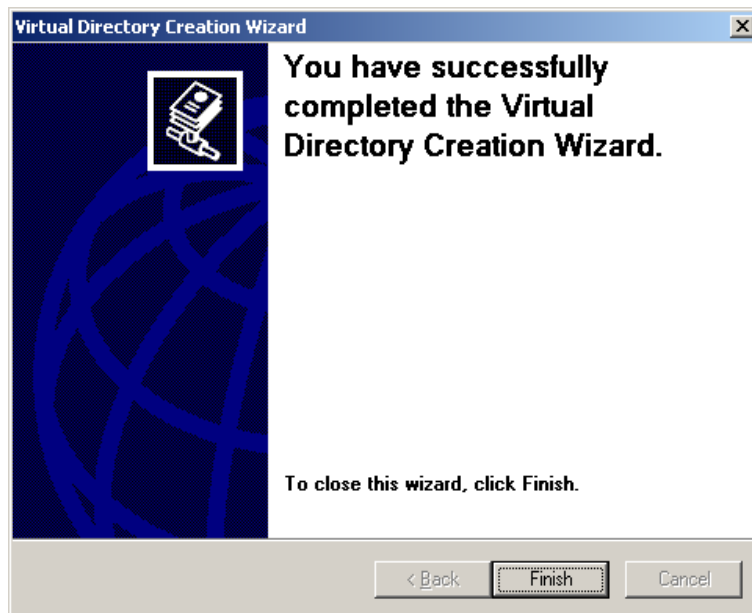 Virtual Directory Creation Wizard
You have successfully
completed the Virtual
Directory Creation Wizard.
To close this wizard, click Finish.
< Back
Finish
Cancel